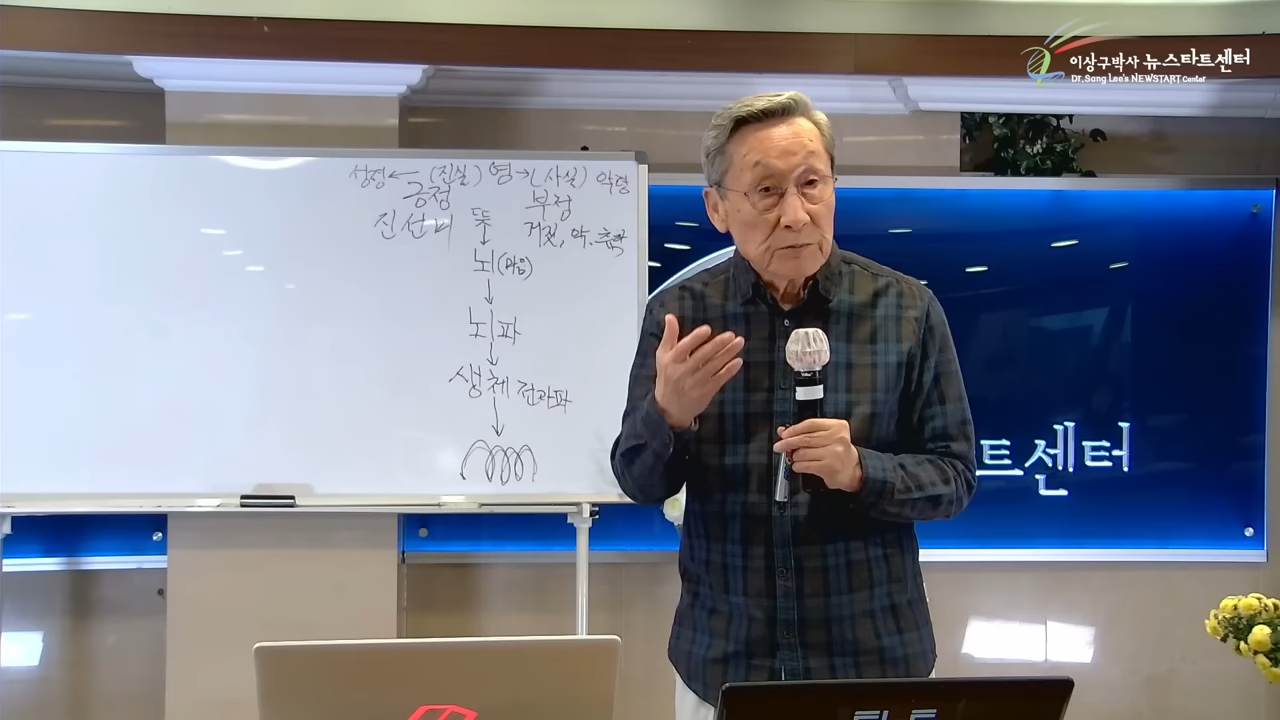 이상구박사 뉴스타트센터
Dr. Sang Lee's NEWSTART Center
성령 ← (진실) 영 → (사실) 악령
긍정 부정
진선미 뜻 거짓, 악. 추
뇌 (마음)
뇌파
생체 전자파
트센터